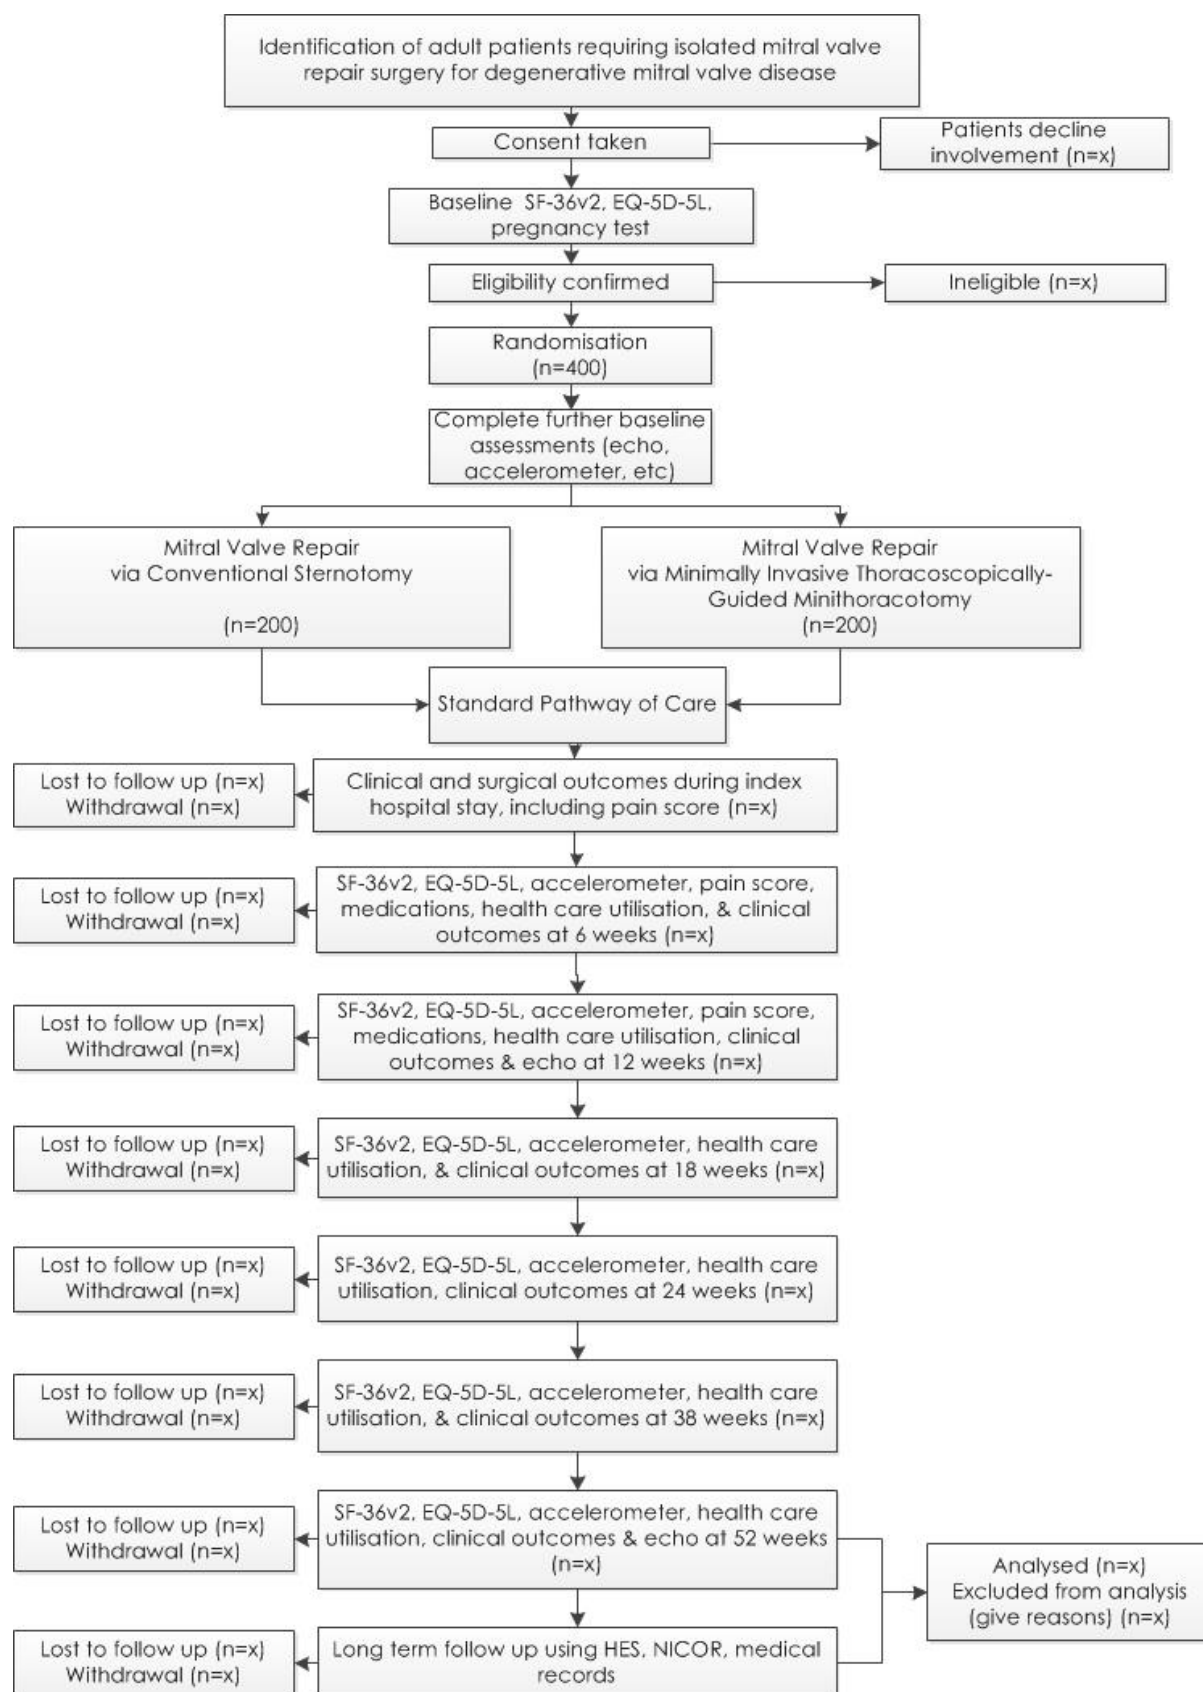 Identification of adult patients requiring isolated mitral valve
repair surgery for degenerative mitral valve disease
Consent taken
Patients decline
involvement (n=x)
Baseline SF-36v2, EQ-5D-5L,
pregnancy test
Eligibility confirmed
Ineligible (n=x)
Randomisation
(n=400)
Complete further baseline
assessments (echo,
accelerometer, etc)
Mitral Valve Repair
via Conventional Sternotomy
(n=200)
Mitral Valve Repair
via Minimally Invasive Thoracoscopically-
Guided Minithoracotomy
(n=200)
Standard Pathway of Care
Lost to follow up (n=x)
Withdrawal (n=x)
Clinical and surgical outcomes during index
hospital stay, including pain score (n=x)
Lost to follow up (n=x)
Withdrawal (n=x)
SF-36v2, EQ-5D-5L, accelerometer, pain score,
medications, health care utilisation, & clinical
outcomes at 6 weeks (n=x)
Lost to follow up (n=x)
Withdrawal (n=x)
SF-36v2, EQ-5D-5L, accelerometer, pain score,
medications, health care utilisation, clinical
outcomes & echo at 12 weeks (n=x)
Lost to follow up (n=x)
Withdrawal (n=x)
SF-36v2, EQ-5D-5L, accelerometer, health care
utilisation, & clinical outcomes at 18 weeks (n=x)
Lost to follow up (n=x)
Withdrawal (n=x)
SF-36v2, EQ-5D-5L, accelerometer, health care
utilisation, clinical outcomes at 24 weeks (n=x)
Lost to follow up (n=x)
Withdrawal (n=x)
SF-36v2, EQ-5D-5L, accelerometer, health care
utilisation, & clinical outcomes at 38 weeks (n=x)
Lost to follow up (n=x)
Withdrawal (n=x)
SF-36v2, EQ-5D-5L, accelerometer, health care
utilisation, clinical outcomes & echo at 52 weeks
(n=x)
Analysed (n=x)
Excluded from analysis
(give reasons) (n=x)
Lost to follow up (n=x)
Withdrawal (n=x)
Long term follow up using HES, NICOR, medical
records